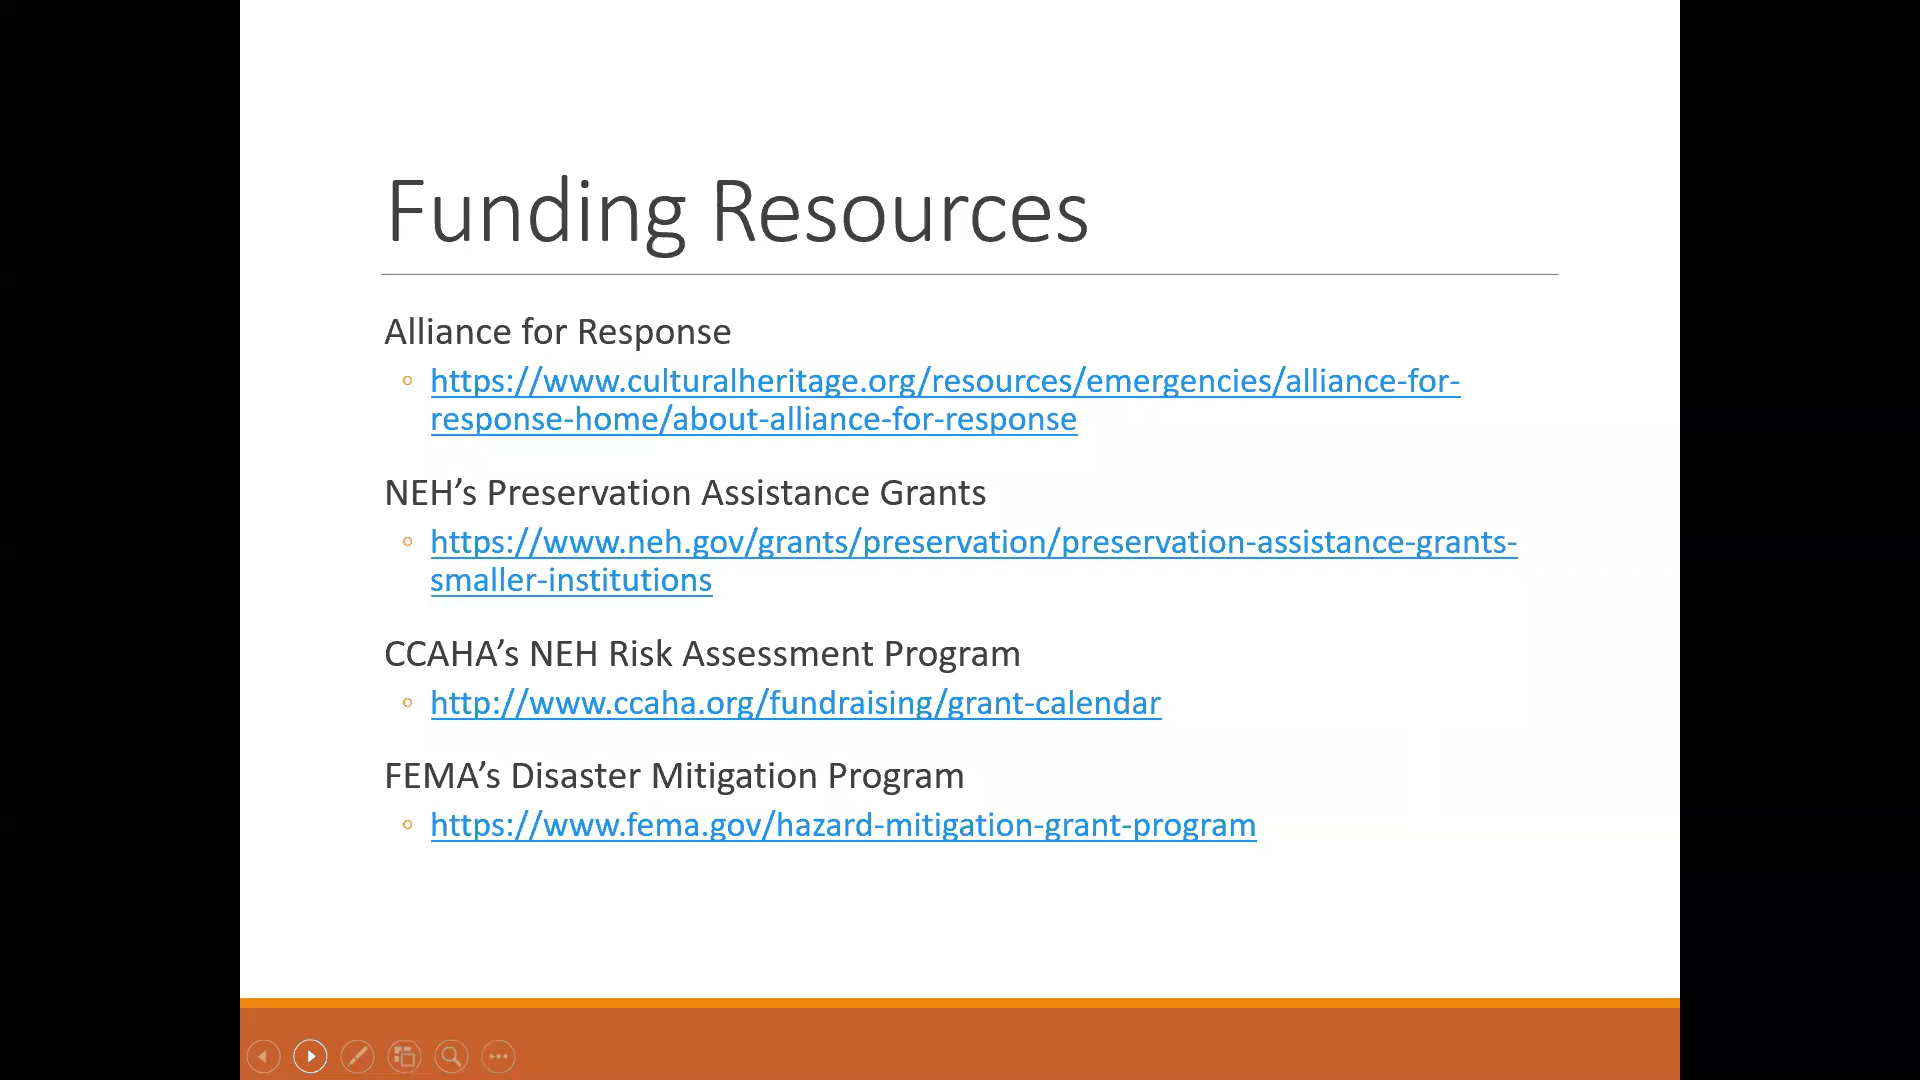 Funding Resources
Alliance for Response
https://www.culturalheritage.org/resources/emergencies/alliance-for-
response-home/about-alliance-for-response
NEH’s Preservation Assistance Grants
https://www.neh.gov/grants/preservation/preservation-assistance-grants-
smaller-institutions
CCAHA’s NEH Risk Assessment Program
http://www.ccaha.org/fundraising/grant-calendar
FEMA’s Disaster Mitigation Program
https://www.fema.gov/hazard-mitigation-grant-program